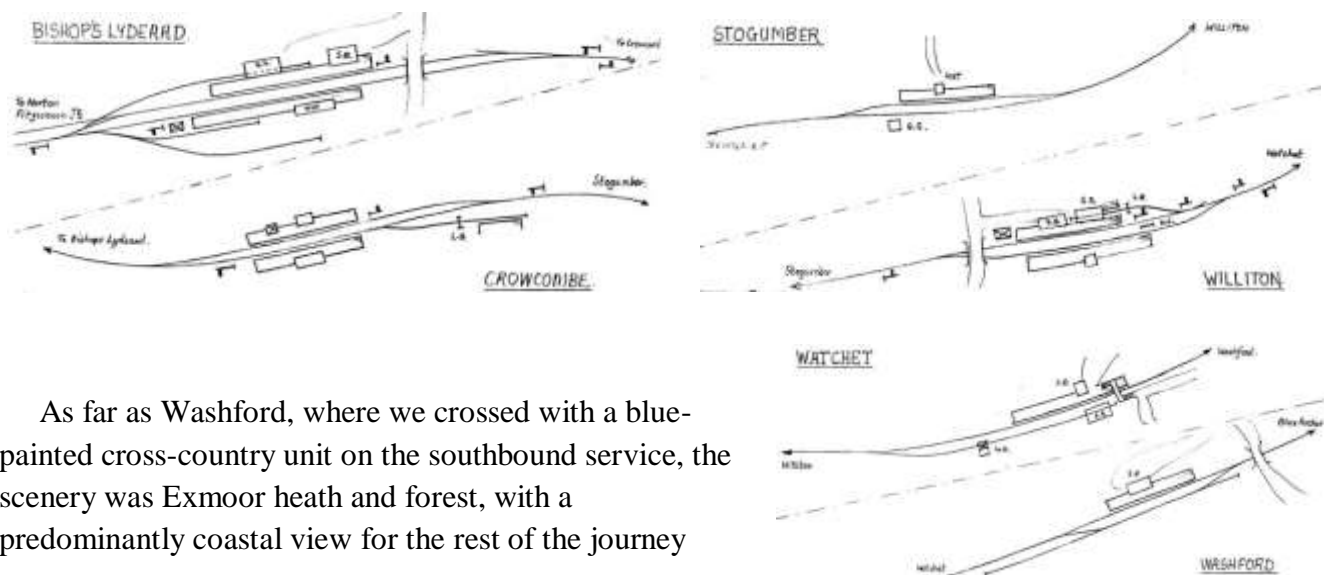 BISHOP'S LYDEARD
To Crowcombe
To Norton
Fitzwarren Jn
S.B.
STOGUMBER
WILLITON
G.S.
Stogumber.
To Bishops Lydeard.
CROWCOMBE.
Watchet
Stogumber
WILLITON
WATCHET
Washford.
Williton
Blue Anchor
Watchet
WASHFORD
As far as Washford, where we crossed with a blue-
painted cross-country unit on the southbound service, the
scenery was Exmoor heath and forest, with a
predominantly coastal view for the rest of the journey